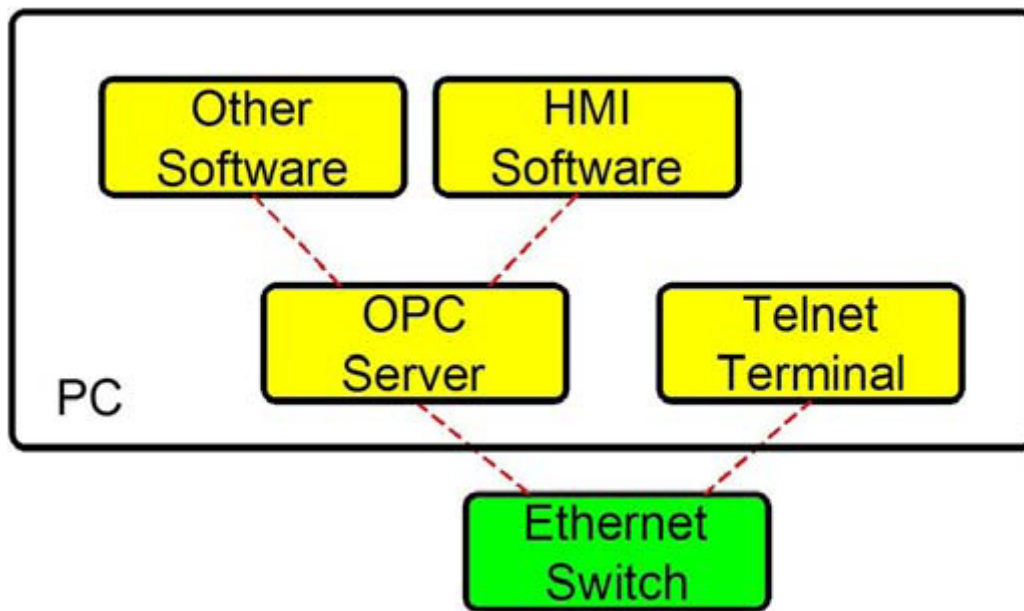 Other
Software
HMI
Software
OPC
Server
Telnet
Terminal
PC
Ethernet
Switch